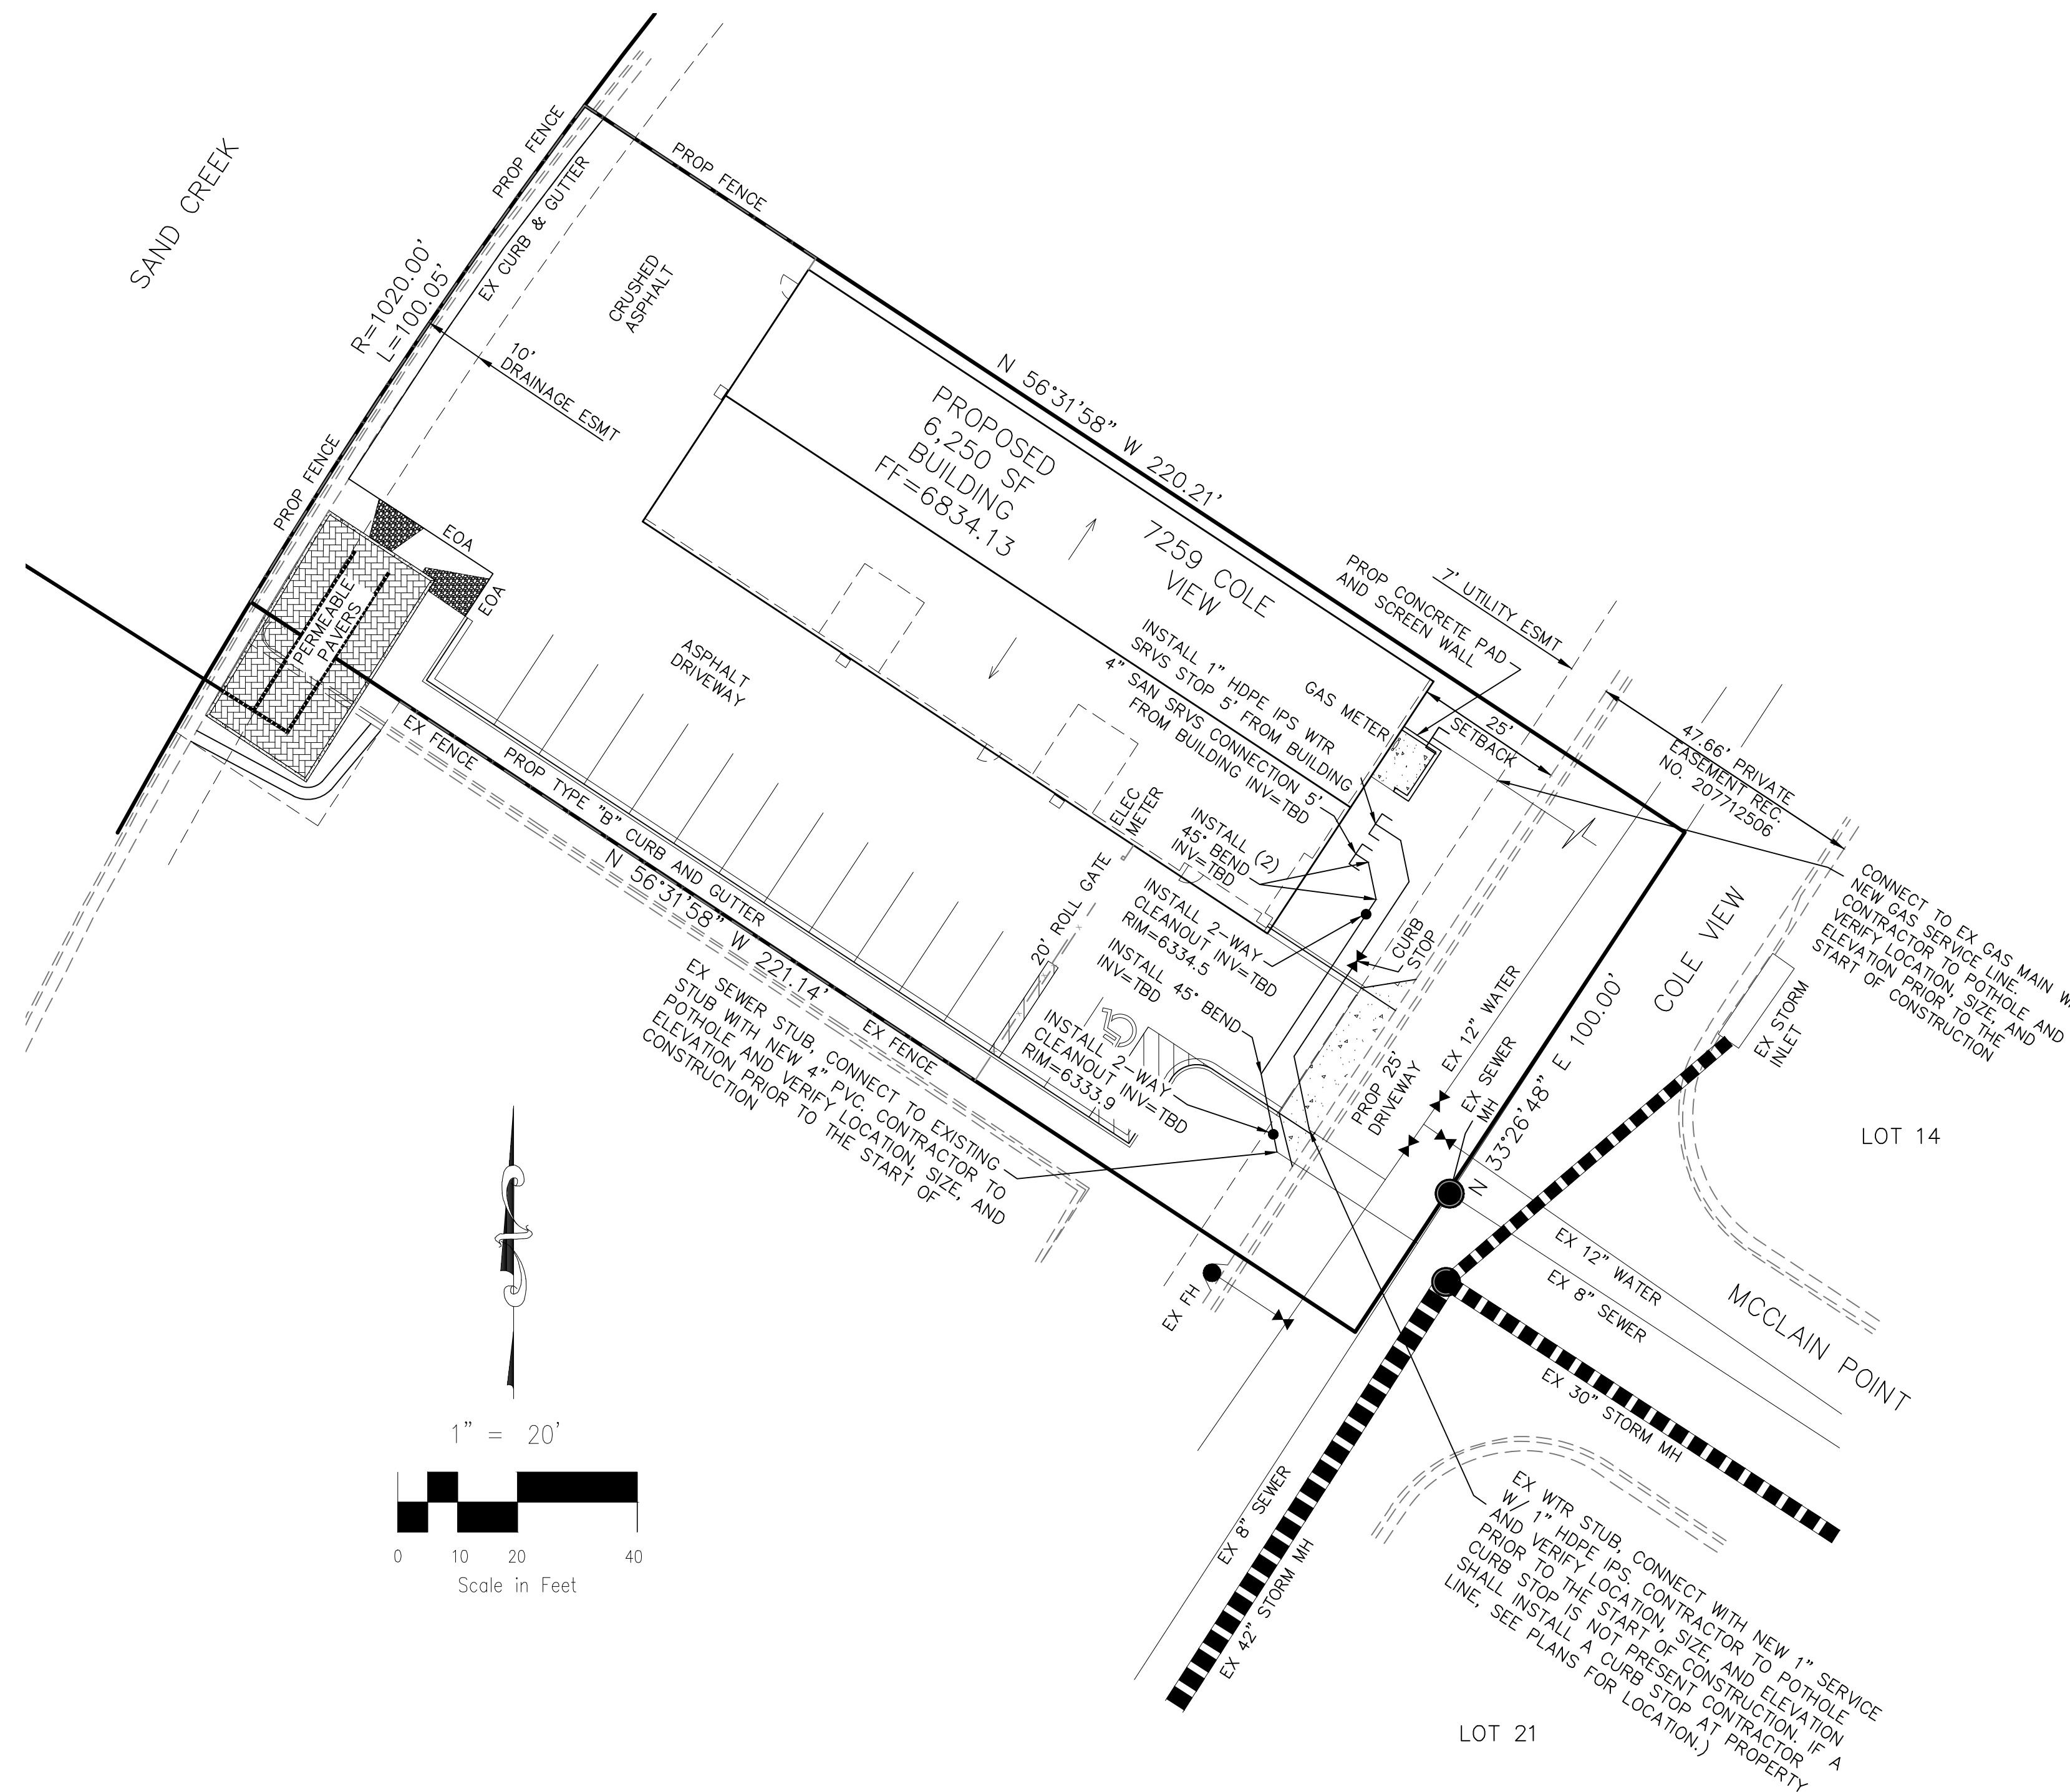 SAND CREEK
PROP FENCE
PROP FENCE
EX CURB & GUTTER
R=1020.00'
L=100.05'
CRUSHED
ASPHALT
10'
DRAINAGE ESMT
PROP FENCE
EOA
EOA
PERMEABLE
PAVERS
N 56°31'58" W 220.21'
PROPOSED
6,250 SF
BUILDING
FF=6834.13
7259 COLE
VIEW
ASPHALT
DRIVEWAY
7' UTILITY ESMT
PROP CONCRETE PAD
AND SCREEN WALL
INSTALL 1" HDPE IPS WTR
SRVS STOP 5' FROM BUILDING
4" SAN SRVS CONNECTION 5'
FROM BUILDING INV=TBD
GAS METER
25'
SETBACK
47.66' PRIVATE
EASEMENT REC.
NO. 207712506
ELEC
METER
INSTALL (2)
45° BEND
INV=TBD
EX FENCE
PROP TYPE "B" CURB AND GUTTER
N 56°31'58" W 221.14'
EX FENCE
20' ROLL GATE
INSTALL 2-WAY
CLEANOUT INV=TBD
RIM=6334.5
INSTALL 45° BEND
INV=TBD
INSTALL 2-WAY
CLEANOUT INV=TBD
RIM=6333.9
CURB
STOP
EX SEWER STUB, CONNECT TO EXISTING
STUB WITH NEW 4" PVC. CONTRACTOR TO
POTHOLE AND VERIFY LOCATION, SIZE, AND
ELEVATION PRIOR TO THE START OF
CONSTRUCTION
PROP 25'
DRIVEWAY
EX 12" WATER
EX SEWER
MH
N 33°26'48" E 100.00'
COLE VIEW
EX STORM
INLET
CONNECT TO EX GAS MAIN W
NEW GAS SERVICE LINE.
CONTRACTOR TO POTHOLE AND
VERIFY LOCATION, SIZE, AND
ELEVATION PRIOR TO THE
START OF CONSTRUCTION
LOT 14
EX FH
EX 12" WATER
EX 8" SEWER
MCCLAIN POINT
EX 30" STORM MH
EX 8" SEWER
EX 42" STORM MH
EX WTR STUB, CONNECT WITH NEW 1" SERVICE
W/ 1" HDPE IPS. CONTRACTOR TO POTHOLE
AND VERIFY LOCATION, SIZE, AND ELEVATION
PRIOR TO THE START OF CONSTRUCTION. IF A
CURB STOP IS NOT PRESENT CONTRACTOR
SHALL INSTALL A CURB STOP AT PROPERTY
LINE, SEE PLANS FOR LOCATION.)
LOT 21
1" = 20'
0 10 20 40
Scale in Feet